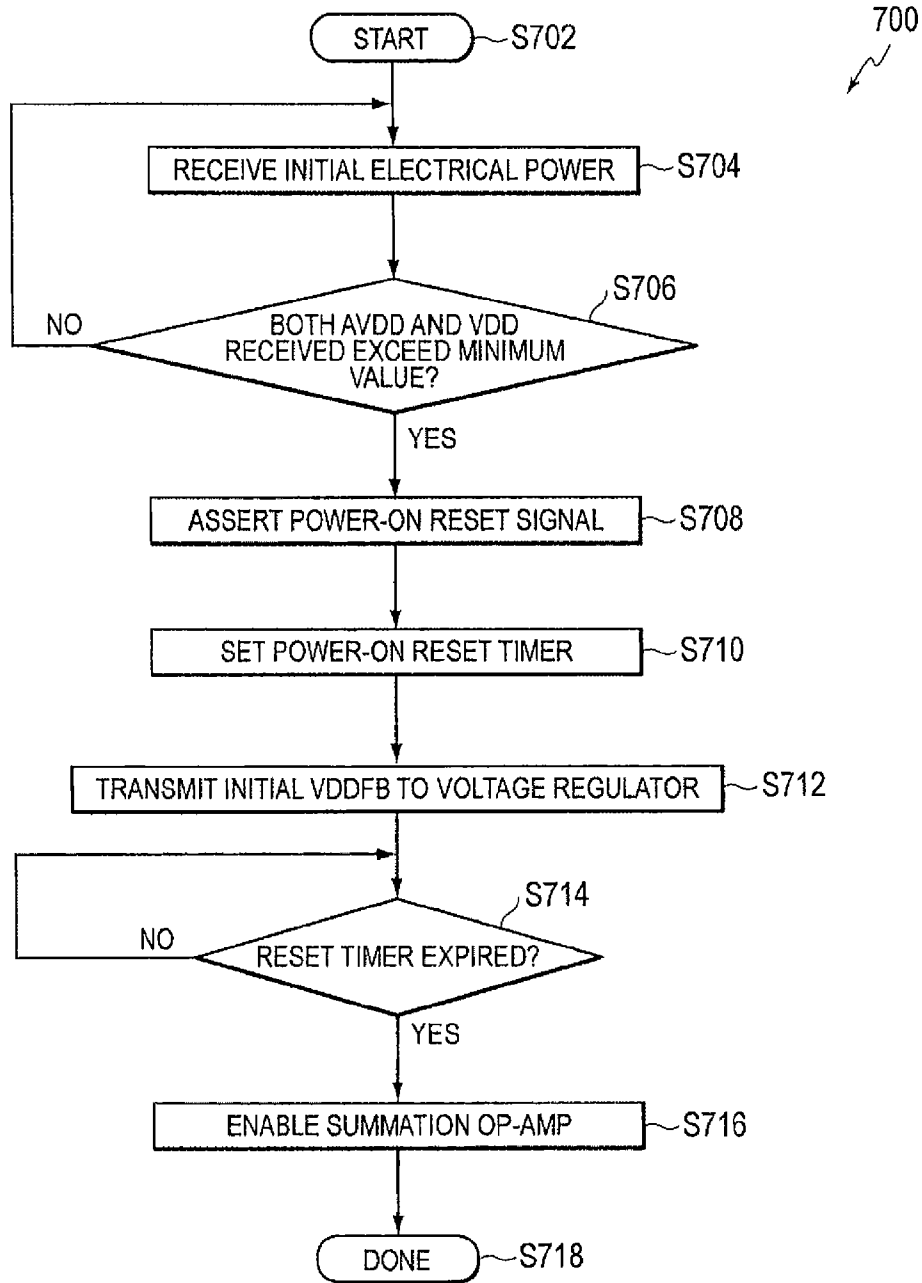 700
START
S702
RECEIVE INITIAL ELECTRICAL POWER
S704
S706
BOTH AVDD AND VDD
RECEIVED EXCEED MINIMUM
VALUE?
NO
YES
ASSERT POWER-ON RESET SIGNAL
S708
SET POWER-ON RESET TIMER
S710
TRANSMIT INITIAL VDDFB TO VOLTAGE REGULATOR
S712
S714
RESET TIMER EXPIRED?
NO
YES
ENABLE SUMMATION OP-AMP
S716
DONE
S718